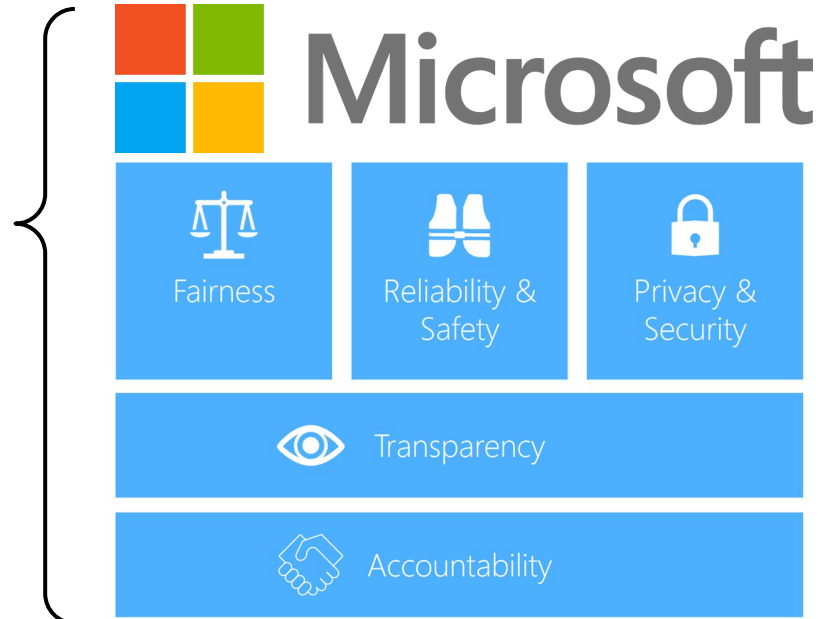 Microsoft
Fairness
Reliability &
Safety
Privacy &
Security
Transparency
Accountability